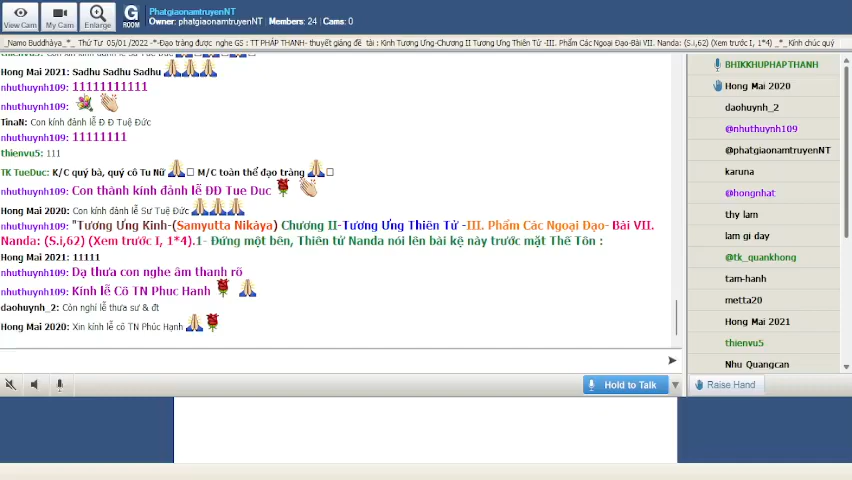 View Cam
My Cam
Enlarge
G
ROOM
PhatgiaonamtruyenNT
Owner: phatgiaonamtruyenNT Members: 24 Cams: 0
_Namo Buddhàya_*_ Thứ Tư 05/01 /2022 -*-Đạo tràng được nghe GS : TT PHÁP THANH- thuyết giảng đề tài : Kinh Tương Ưng-Chương II Tương Ưng Thiên Tử -III. Phẩm Các Ngoại Đạo-Bài VII. Nanda: (S.i,62) (Xem trước I, 1*4) _*_Kính chúc quý
Hong Mai 2021: Sadhu Sadhu Sadhu
nhuthuynh109: 11111111111
nhuthuynh109:
TinaN: Con kính đảnh lễ Đ Đ Tuệ Đức
nhuthuynh109: 11111111
thienvu5: 111
TK TueDuc: K/C quý bà, quý cô Tu Nữ M/C toàn thể đạo tràng
nhuthuynh109: Con thành kính đảnh lễ ĐĐ Tue Duc
Hong Mai 2020: Con kính đảnh lễ Sư Tuệ Đức
nhuthuynh109: "Tương Ưng Kinh-(Samyutta Nikàya) Chương II-Tương Ưng Thiên Tử -III. Phẩm Các Ngoại Đạo- Bài VII.
Nanda: (S.i,62) (Xem trước I, 1*4).1- Đứng một bên, Thiên tử Nanda nói lên bài kệ này trước mặt Thế Tôn :
Hong Mai 2021: 11111
nhuthuynh109: Dạ thưa con nghe âm thanh rõ
nhuthuynh109: Kính lễ Cô TN Phuc Hanh
daohuynh_2: Côn nghỉ lễ thưa sư & đt
Hong Mai 2020: Xin kính lễ cô TN Phúc Hạnh
Hold to Talk
BHIKKHUPHAPTHANH
Hong Mai 2020
daohuynh_2
@nhuthuynh109
@phatgiaonamtruyenNT
karuna
@hongnhat
thy lam
lam gi day
@tk_quankhong
tam-hanh
metta20
Hong Mai 2021
thienvu5
Nhu Quangcan
Raise Hand